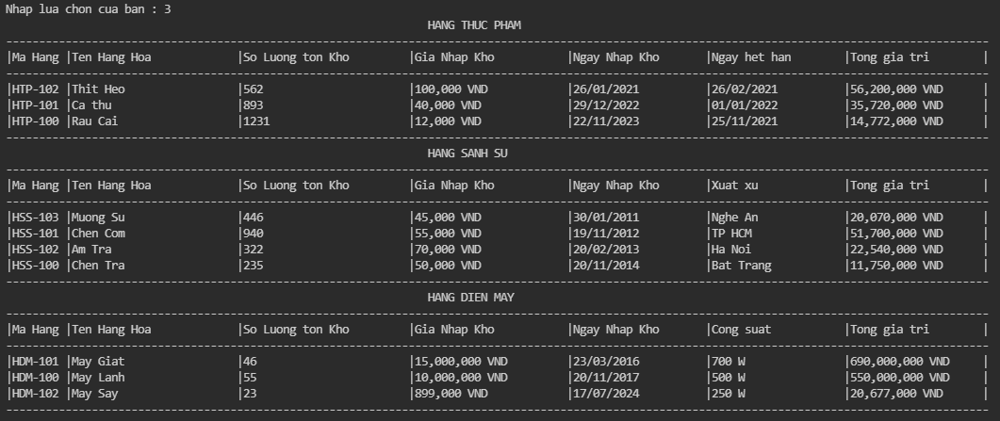 Nhap lua chon cua ban : 3
HANG THUC PHAM
|Ma Hang |Ten Hang Hoa |So Luong ton Kho |Gia Nhap Kho |Ngay Nhap Kho |Ngay het han |Tong gia tri |
|HTP-102 |Thit Heo |562 |100,000 VND |26/01/2021 |26/02/2021 |56,200,000 VND |
|HTP-101 |Ca thu |893 |40,000 VND |29/12/2022 |01/01/2022 |35,720,000 VND |
|HTP-100 |Rau Cai |1231 |12,000 VND |22/11/2023 |25/11/2021 |14,772,000 VND |
HANG SANH SU
|Ma Hang |Ten Hang Hoa |So Luong ton Kho |Gia Nhap Kho |Ngay Nhap Kho |Xuat xu |Tong gia tri |
|HSS-103 |Muong Su |446 |45,000 VND |30/01/2011 |Nghe An |20,070,000 VND |
|HSS-101 |Chen Com |940 |55,000 VND |19/11/2012 |TP HCM |51,700,000 VND |
|HSS-102 |Am Tra |322 |70,000 VND |20/02/2013 |Ha Noi |22,540,000 VND |
|HSS-100 |Chen Tra |235 |50,000 VND |20/11/2014 |Bat Trang |11,750,000 VND |
HANG DIEN MAY
|Ma Hang |Ten Hang Hoa |So Luong ton Kho |Gia Nhap Kho |Ngay Nhap Kho |Cong suat |Tong gia tri |
|HDM-101 |May Giat |46 |15,000,000 VND |23/03/2016 |700 W |690,000,000 VND |
|HDM-100 |May Lanh |55 |10,000,000 VND |20/11/2017 |500 W |550,000,000 VND |
|HDM-102 |May Say |23 |899,000 VND |17/07/2024 |250 W |20,677,000 VND |